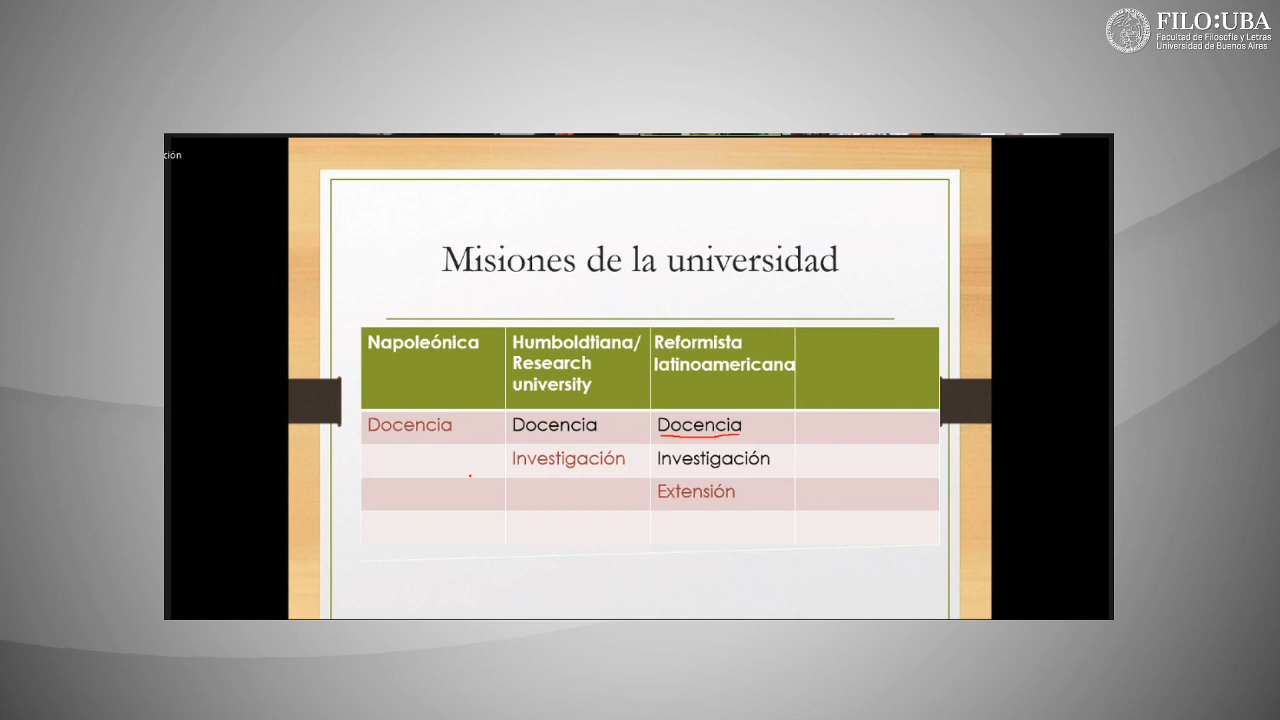 FILO:UBA
Facultad de Filosofía y Letras
Universidad de Buenos Aires
ción
Misiones de la universidad
Napoleónica
Humboldtiana/
Research
university
Reformista
latinoamericana
Docencia
Docencia
Docencia
Investigación
Investigación
Extensión